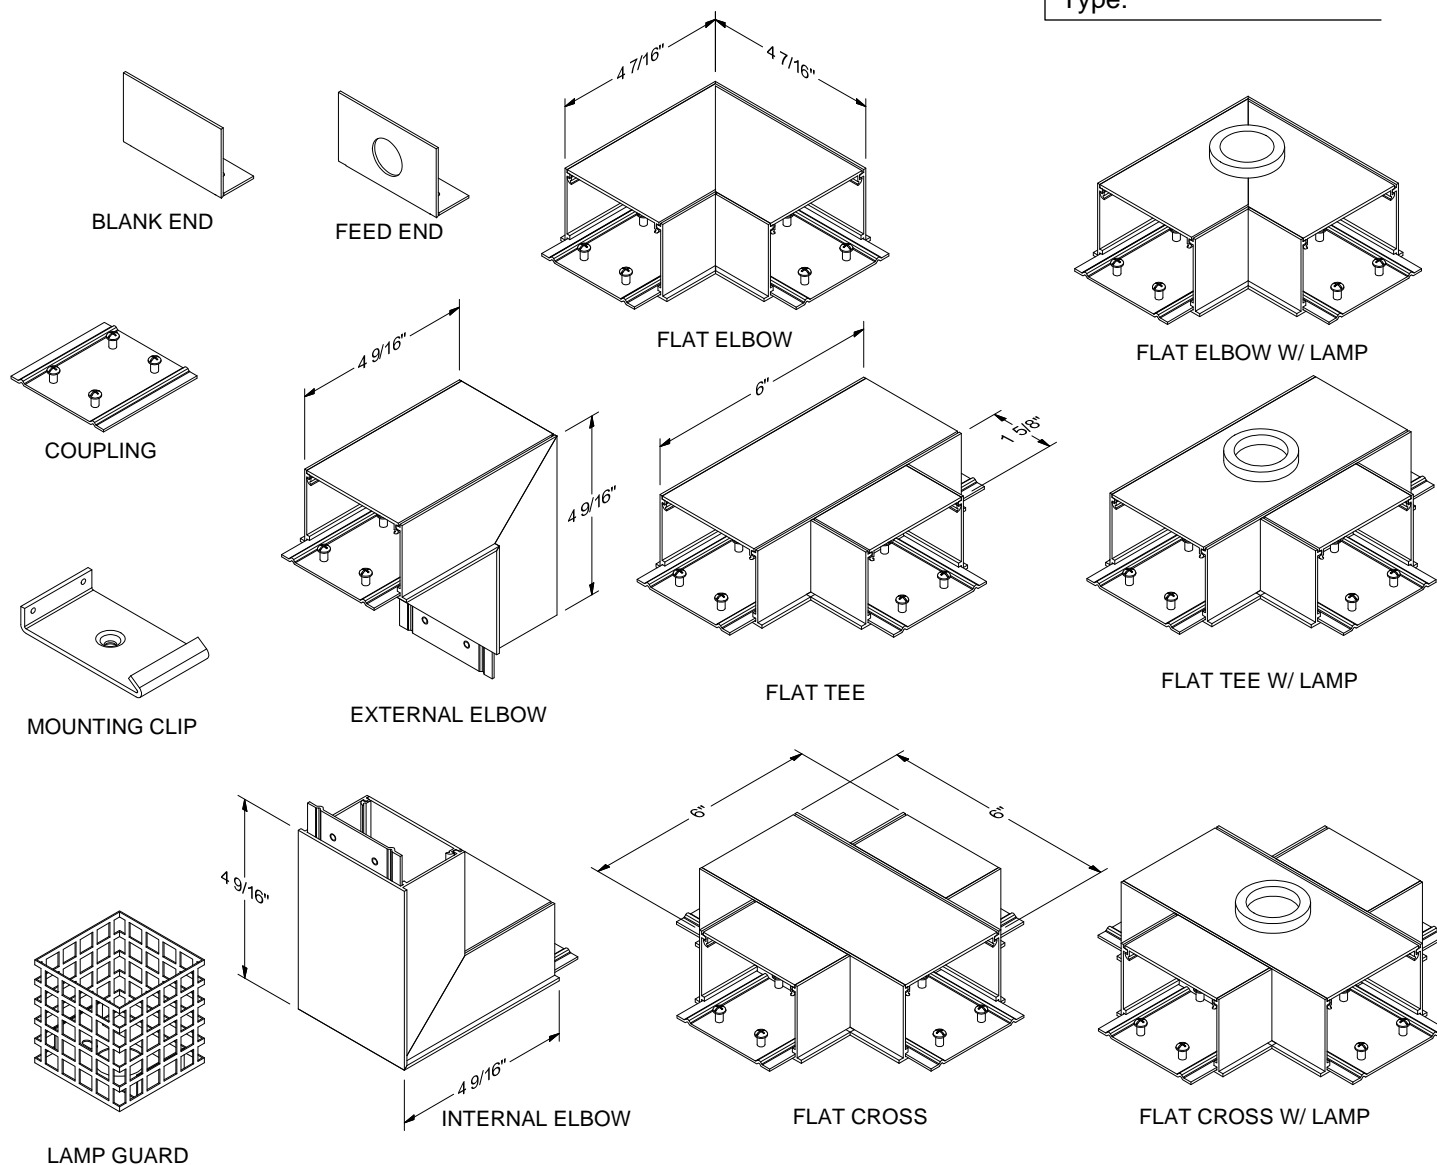 Type:
4 7/16"
4 7/16"
BLANK END
FEED END
FLAT ELBOW
FLAT ELBOW W/ LAMP
COUPLING
4 9/16"
4 9/16"
6"
1 5/8"
MOUNTING CLIP
EXTERNAL ELBOW
FLAT TEE
FLAT TEE W/ LAMP
4 9/16"
4 9/16"
6"
6"
LAMP GUARD
INTERNAL ELBOW
FLAT CROSS
FLAT CROSS W/ LAMP